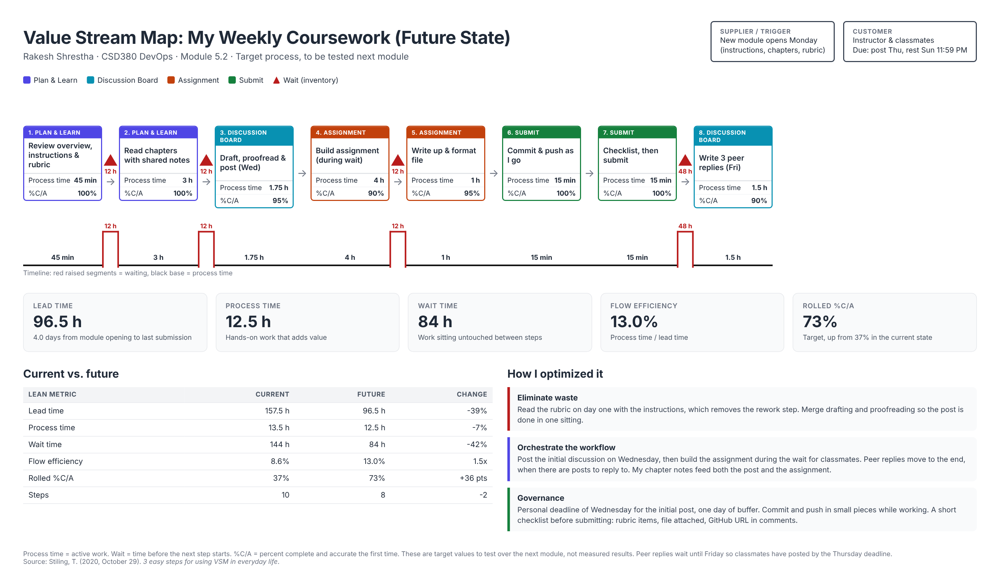 Value Stream Map: My Weekly Coursework (Future State)
Rakesh Shrestha · CSD380 DevOps · Module 5.2 · Target process, to be tested next module
SUPPLIER / TRIGGER
New module opens Monday
(instructions, chapters, rubric)
CUSTOMER
Instructor & classmates
Due: post Thu, rest Sun 11:59 PM
Plan & Learn
Discussion Board
Assignment
Submit
Wait (inventory)
1. PLAN & LEARN
Review overview,
instructions &
rubric
Process time 45 min
%C/A 100%
12 h
2. PLAN & LEARN
Read chapters
with shared notes
Process time 3 h
%C/A 100%
12 h
3. DISCUSSION
BOARD
Draft, proofread &
post (Wed)
Process time 1.75 h
%C/A 95%
4. ASSIGNMENT
Build assignment
(during wait)
Process time 4 h
%C/A 90%
12 h
5. ASSIGNMENT
Write up & format
file
Process time 1 h
%C/A 95%
6. SUBMIT
Commit & push as
I go
Process time 15 min
%C/A 100%
7. SUBMIT
Checklist, then
submit
Process time 15 min
%C/A 100%
48 h
8. DISCUSSION
BOARD
Write 3 peer
replies (Fri)
Process time 1.5 h
%C/A 90%
12 h 12 h 12 h 48 h
45 min 3 h 1.75 h 4 h 1 h 15 min 15 min 1.5 h
Timeline: red raised segments = waiting, black base = process time
LEAD TIME
96.5 h
4.0 days from module opening to last submission
PROCESS TIME
12.5 h
Hands-on work that adds value
WAIT TIME
84 h
Work sitting untouched between steps
FLOW EFFICIENCY
13.0%
Process time / lead time
ROLLED %C/A
73%
Target, up from 37% in the current state
Current vs. future
LEAN METRIC CURRENT FUTURE CHANGE
Lead time 157.5 h 96.5 h -39%
Process time 13.5 h 12.5 h -7%
Wait time 144 h 84 h -42%
Flow efficiency 8.6% 13.0% 1.5x
Rolled %C/A 37% 73% +36 pts
Steps 10 8 -2
How I optimized it
Eliminate waste
Read the rubric on day one with the instructions, which removes the rework step. Merge drafting and proofreading so the post is
done in one sitting.
Orchestrate the workflow
Post the initial discussion on Wednesday, then build the assignment during the wait for classmates. Peer replies move to the end,
when there are posts to reply to. My chapter notes feed both the post and the assignment.
Governance
Personal deadline of Wednesday for the initial post, one day of buffer. Commit and push in small pieces while working. A short
checklist before submitting: rubric items, file attached, GitHub URL in comments.
Process time = active work. Wait = time before the next step starts. %C/A = percent complete and accurate the first time. These are target values to test over the next module, not measured results. Peer replies wait until Friday so classmates have posted by the Thursday deadline.
Source: Stiling, T. (2020, October 29). 3 easy steps for using VSM in everyday life.